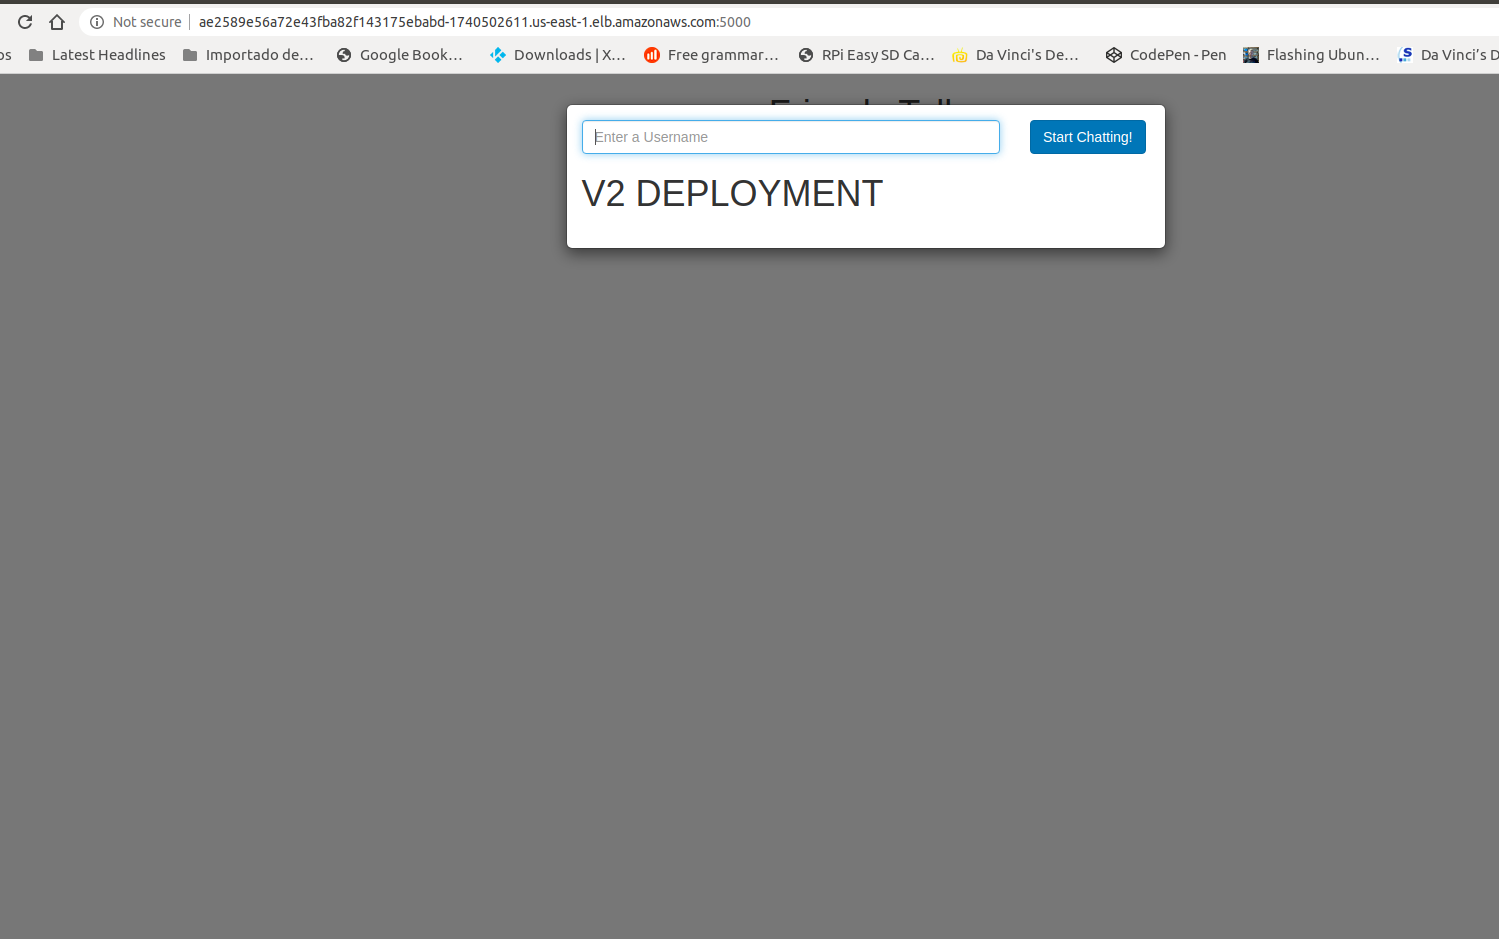 Not secure ae2589e56a72e43fba82f143175ebabd-1740502611.us-east-1.elb.amazonaws.com:5000
os Latest Headlines Importado de... Google Book... Downloads | X... Free grammar... RPi Easy SD Ca... Da Vinci's De... CodePen - Pen Flashing Ubun... Da Vinci’s D
Enter a Username Start Chatting!
V2 DEPLOYMENT